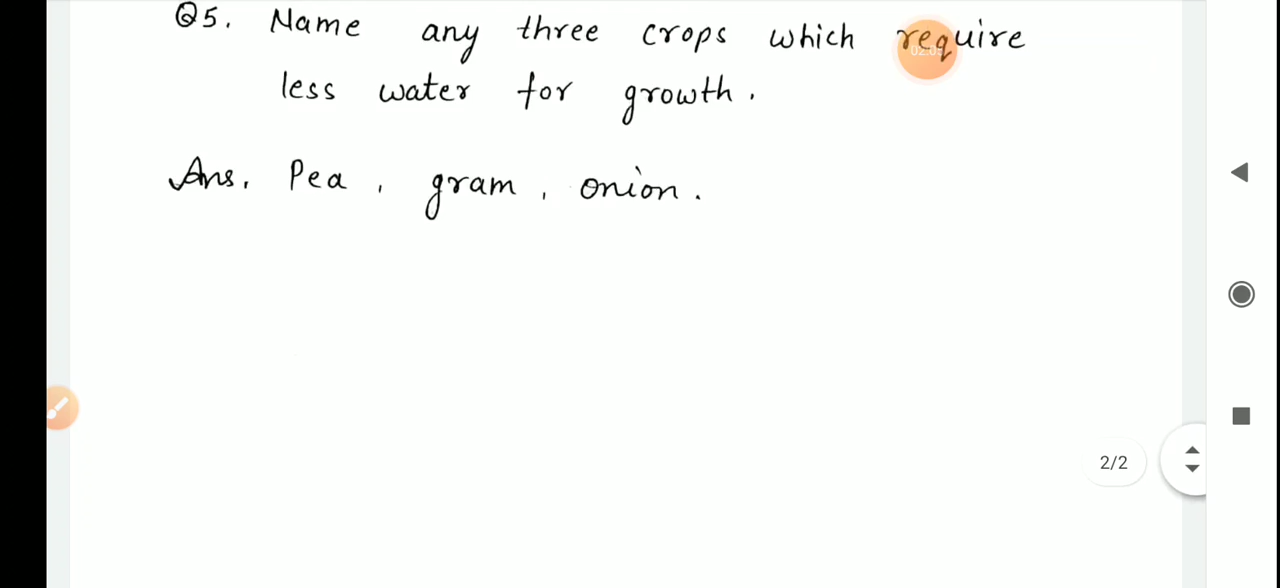 Q5. Name any three crops which require
less water for growth.
Ans. Pea, gram, onion.
2/2